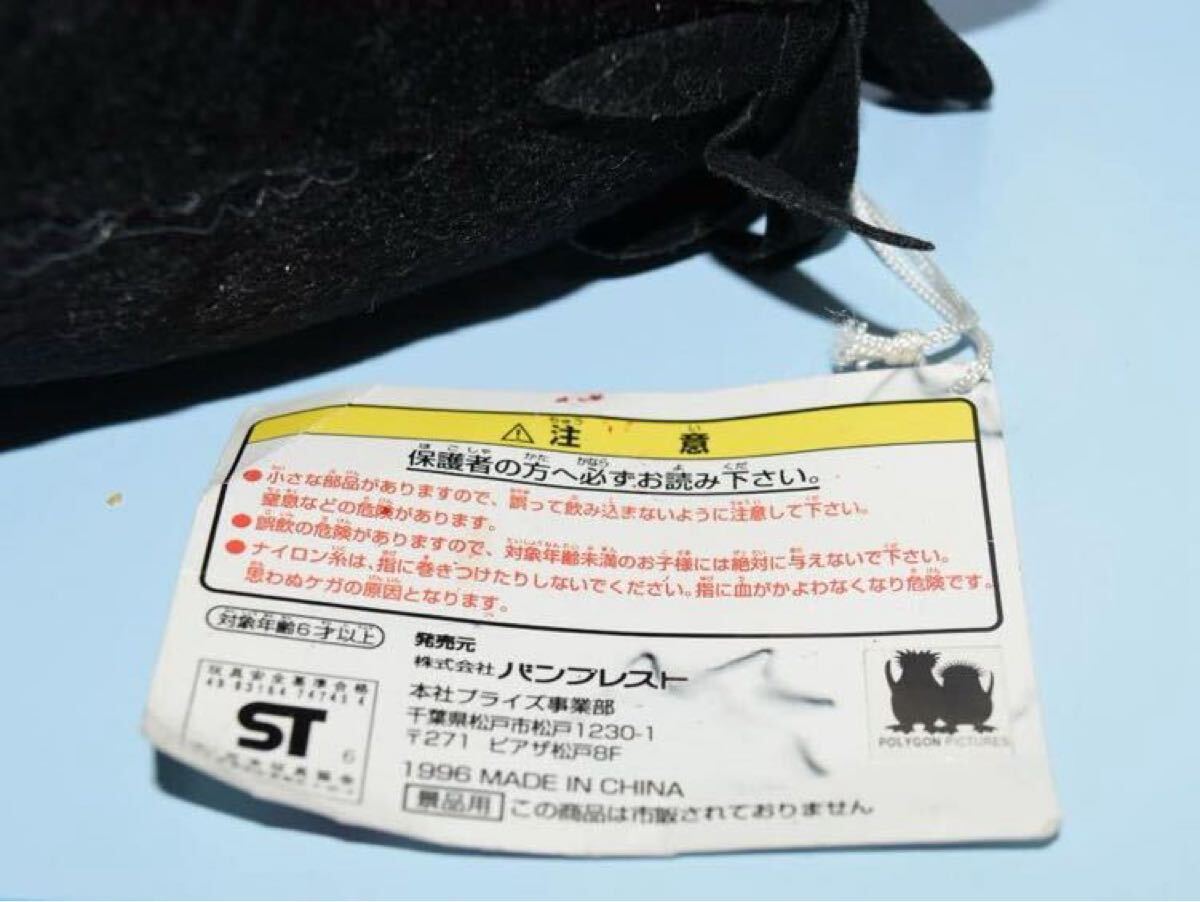 注意
保護者の方へ必ずお読み下さい。
●小さな部品がありますので、誤って飲み込まないように注意して下さい。
窒息などの危険があります。
●誤飲の危険がありますので、対象年齢未満のお子様には絶対に与えないで下さい。
●ナイロン糸は、指に巻きつけたりしないでください。指に血がかよわなくなり危険です。
思わぬケガの原因となります。
対象年齢6才以上
発売元
株式会社バンプレスト
本社プライズ事業部
千葉県松戸市松戸1230-1
〒271 ピアザ松戸8F
1996 MADE IN CHINA
景品用 この商品は市販されておりません
玩具安全基準合格
ST
6
POLYGON PICTURES